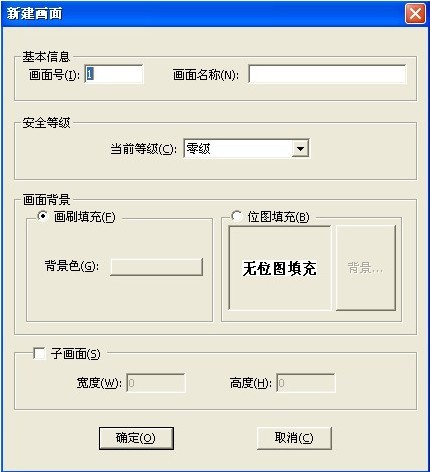 新建画面
基本信息
画面号(I): 1 画面名称(N):
安全等级
当前等级(C): 零级
画面背景
画刷填充(F) 位图填充(B)
背景色(G): 无位图填充 背景...
子画面(S)
宽度(W): 0 高度(H): 0
确定(O) 取消(C)